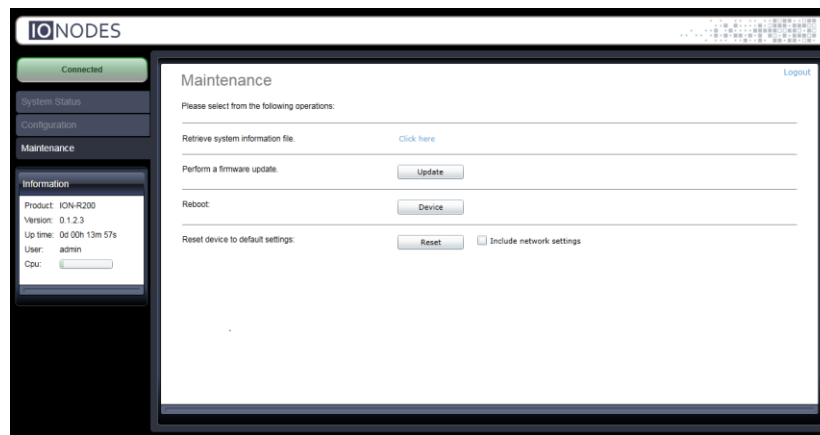 IONODES
Connected
System Status
Configuration
Maintenance
Information
Product: ION-R200
Version: 0.1.2.3
Up time: 0d 00h 13m 57s
User: admin
Cpu:
Logout
Maintenance
Please select from the following operations:
Retrieve system information file. Click here
Perform a firmware update. Update
Reboot: Device
Reset device to default settings: Reset Include network settings